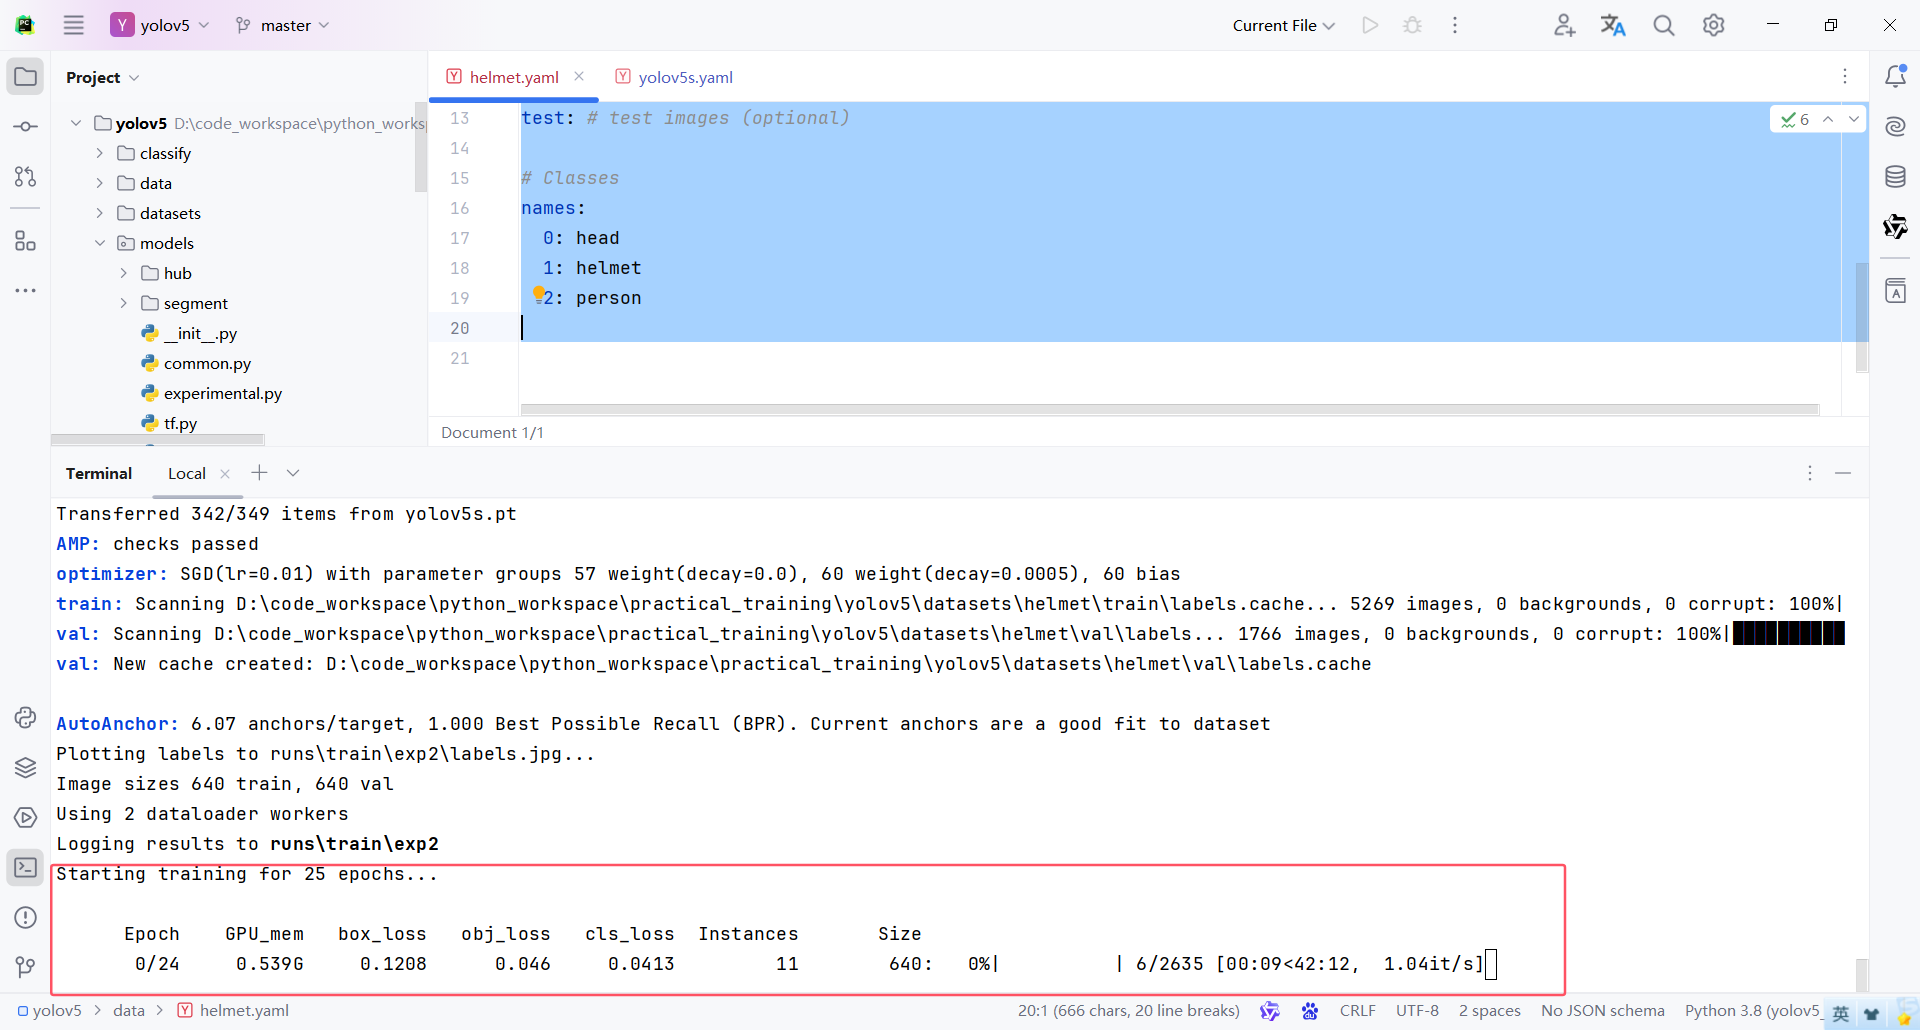 Y yolov5 master Current File
Project
yolov5 D:\code_workspace\python_works
classify
data
datasets
models
hub
segment
__init__.py
common.py
experimental.py
tf.py
helmet.yaml yolov5s.yaml
13 test: # test images (optional)
14
15 # Classes
16 names:
17 0: head
18 1: helmet
19 2: person
20
21
6
Document 1/1
Terminal Local
Transferred 342/349 items from yolov5s.pt
AMP: checks passed
optimizer: SGD(lr=0.01) with parameter groups 57 weight(decay=0.0), 60 weight(decay=0.0005), 60 bias
train: Scanning D:\code_workspace\python_workspace\practical_training\yolov5\datasets\helmet\train\labels.cache... 5269 images, 0 backgrounds, 0 corrupt: 100%|
val: Scanning D:\code_workspace\python_workspace\practical_training\yolov5\datasets\helmet\val\labels... 1766 images, 0 backgrounds, 0 corrupt: 100%|
val: New cache created: D:\code_workspace\python_workspace\practical_training\yolov5\datasets\helmet\val\labels.cache
AutoAnchor: 6.07 anchors/target, 1.000 Best Possible Recall (BPR). Current anchors are a good fit to dataset
Plotting labels to runs\train\exp2\labels.jpg...
Image sizes 640 train, 640 val
Using 2 dataloader workers
Logging results to runs\train\exp2
Starting training for 25 epochs...
Epoch GPU_mem box_loss obj_loss cls_loss Instances Size
0/24 0.539G 0.1208 0.046 0.0413 11 640: 0%| | 6/2635 [00:09<42:12, 1.04it/s]
yolov5 > data > helmet.yaml 20:1 (666 chars, 20 line breaks) CRLF UTF-8 2 spaces No JSON schema Python 3.8 (yolov5_ 英